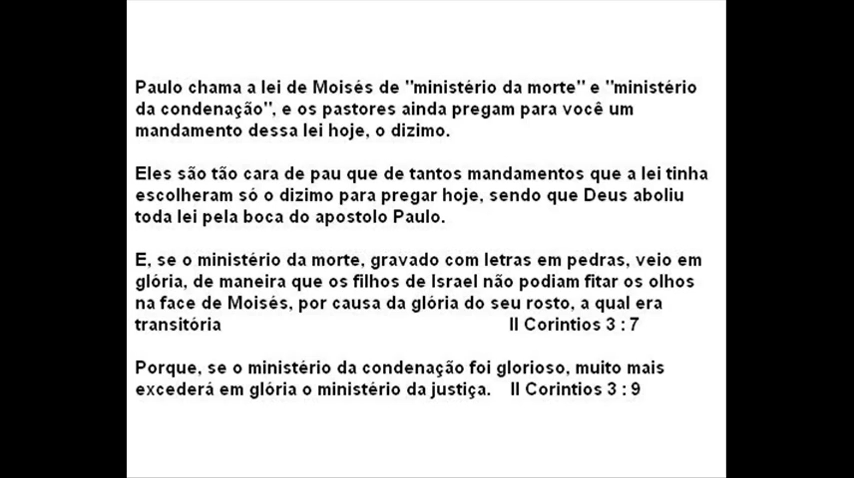 Paulo chama a lei de Moisés de "ministério da morte" e "ministério
da condenação", e os pastores ainda pregam para você um
mandamento dessa lei hoje, o dizimo.
Eles são tão cara de pau que de tantos mandamentos que a lei tinha
escolheram só o dizimo para pregar hoje, sendo que Deus aboliu
toda lei pela boca do apostolo Paulo.
E, se o ministério da morte, gravado com letras em pedras, veio em
glória, de maneira que os filhos de Israel não podiam fitar os olhos
na face de Moisés, por causa da glória do seu rosto, a qual era
transitória II Corintios 3 : 7
Porque, se o ministério da condenação foi glorioso, muito mais
excederá em glória o ministério da justiça. II Corintios 3 : 9